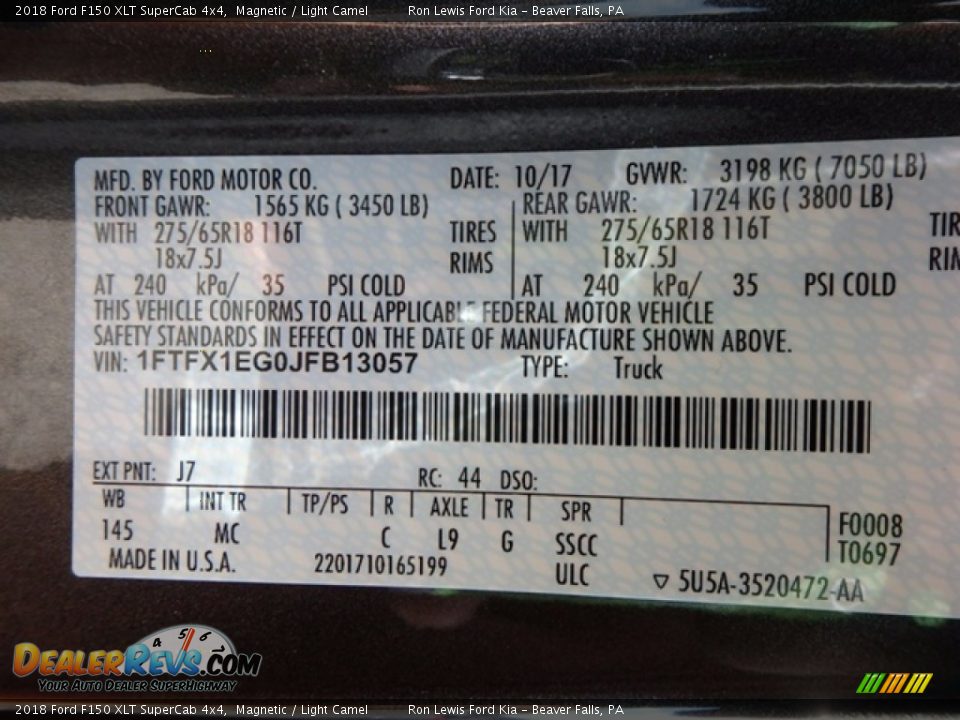 2018 Ford F150 XLT SuperCab 4x4, Magnetic / Light Camel Ron Lewis Ford Kia - Beaver Falls, PA
MFD. BY FORD MOTOR CO. DATE: 10/17 GVWR: 3198 KG ( 7050 LB)
FRONT GAWR: 1565 KG ( 3450 LB) REAR GAWR: 1724 KG ( 3800 LB)
WITH 275/65R18 116T TIRES WITH 275/65R18 116T TIR
18x7.5J RIMS 18x7.5J RIM
AT 240 kPa/ 35 PSI COLD AT 240 kPa/ 35 PSI COLD
THIS VEHICLE CONFORMS TO ALL APPLICABLE FEDERAL MOTOR VEHICLE
SAFETY STANDARDS IN EFFECT ON THE DATE OF MANUFACTURE SHOWN ABOVE.
VIN: 1FTFX1EG0JFB13057 TYPE: Truck
EXT PNT: J7 RC: 44 DSO:
WB INT TR TP/PS R AXLE TR SPR F0008
145 MC C L9 G SSCC T0697
MADE IN U.S.A. 2201710165199 ULC ▽ 5U5A-3520472-AA
4 5 6
DEALERREVS.COM
Your Auto Dealer SuperHighway
2018 Ford F150 XLT SuperCab 4x4, Magnetic / Light Camel Ron Lewis Ford Kia - Beaver Falls, PA